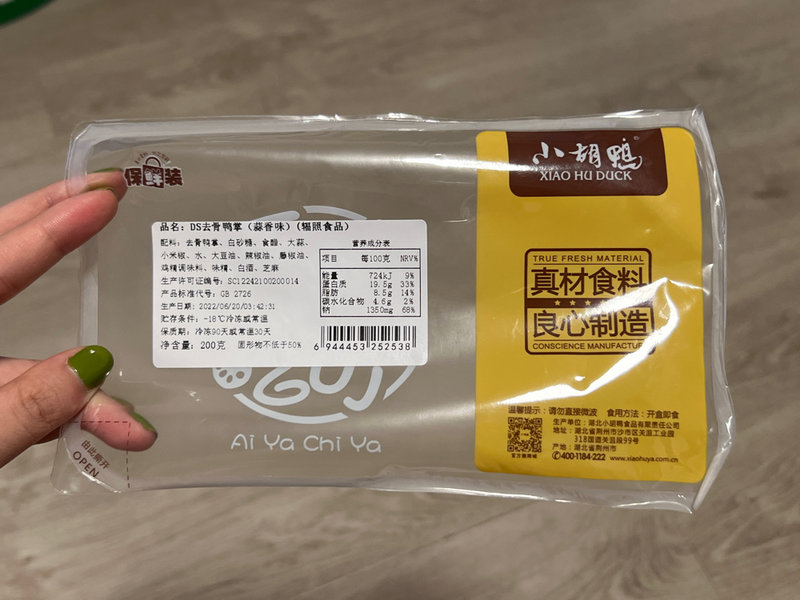 保鲜装
小胡鸭
XIAO HU DUCK
品名：DS去骨鸭掌（蒜香味）（辐照食品）
配料：去骨鸭掌、白砂糖、食醋、大蒜、
小米椒、水、大豆油、辣椒油、藤椒油、
鸡精调味料、味精、白酒、芝麻
生产许可证编号：SC12242100200014
产品标准代号：GB 2726
生产日期：2022/06/20/03:42:31
贮存条件：-18℃冷冻或常温
保质期：冷冻90天或常温30天
净含量：200克 固形物不低于50%
营养成分表
项目 每100克 NRV%
能量 724kJ 9%
蛋白质 19.5g 33%
脂肪 8.5g 14%
碳水化合物 4.6g 2%
钠 1350mg 68%
6 944453 252538
TRUE FRESH MATERIAL
真材食料
良心制造
CONSCIENCE MANUFACTURE
Ai Ya Chi Ya
由此撕开
OPEN
温馨提示：请勿直接微波 食用方法：开盒即食
生产单位：湖北小胡鸭食品有限责任公司
地址：湖北省荆州市沙市区关沮工业园
318国道关沮段99号
产地：湖北省荆州市
400-1184-222 www.xiaohuya.com.cn
官方微商城